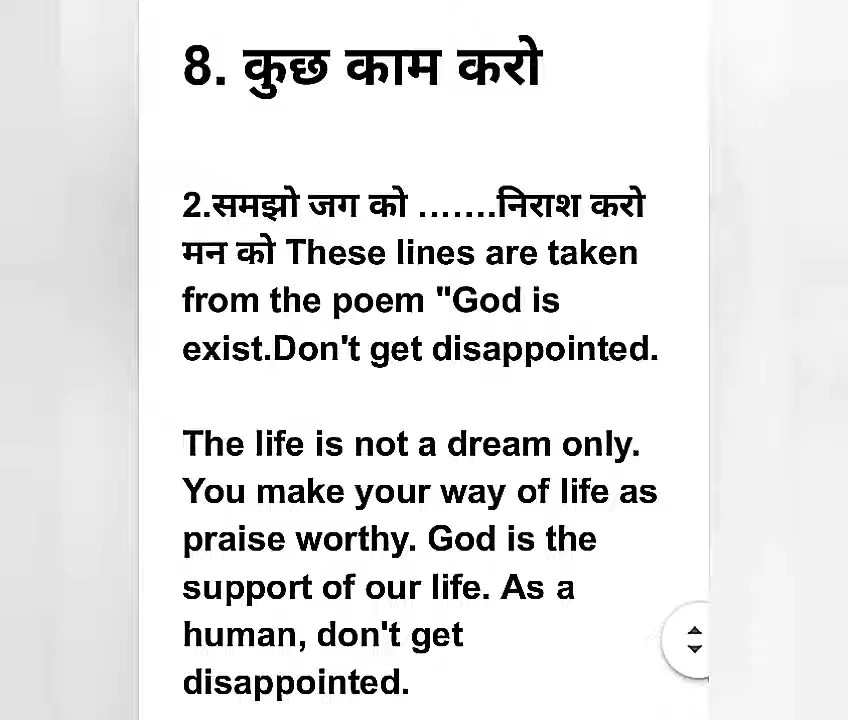 8. कुछ काम करो
2.समझो जग को .......निराश करो
मन को These lines are taken
from the poem "God is
exist.Don't get disappointed.
The life is not a dream only.
You make your way of life as
praise worthy. God is the
support of our life. As a
human, don't get
disappointed.